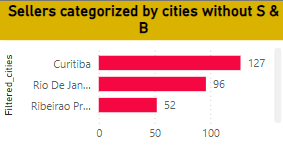 Sellers categorized by cities without S &
B
Filtered_cities
Curitiba 127
Rio De Jan... 96
Ribeirao Pr... 52
0 50 100